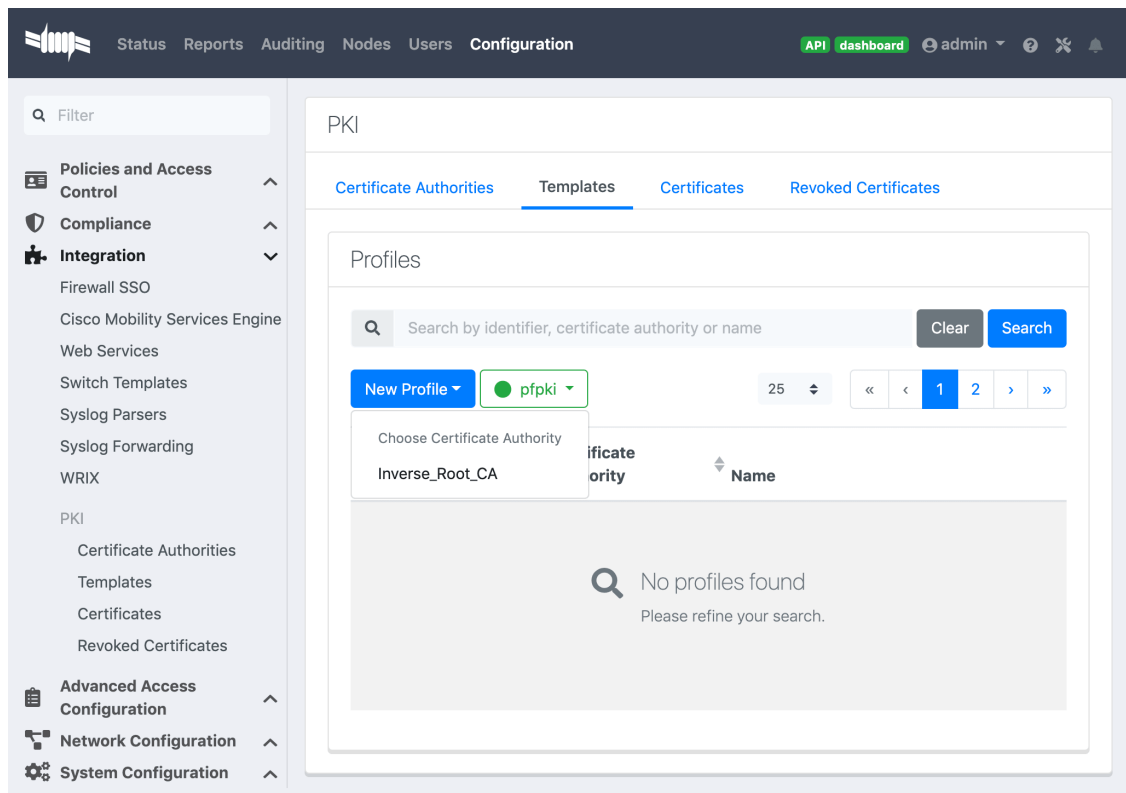 Status Reports Auditing Nodes Users Configuration API dashboard admin
Filter
Policies and Access
Control
Compliance
Integration
Firewall SSO
Cisco Mobility Services Engine
Web Services
Switch Templates
Syslog Parsers
Syslog Forwarding
WRIX
PKI
Certificate Authorities
Templates
Certificates
Revoked Certificates
Advanced Access
Configuration
Network Configuration
System Configuration
PKI
Certificate Authorities Templates Certificates Revoked Certificates
Profiles
Search by identifier, certificate authority or name Clear Search
New Profile pfpki 25 « ‹ 1 2 › »
Choose Certificate Authority
Inverse_Root_CA
ificate
ority Name
No profiles found
Please refine your search.